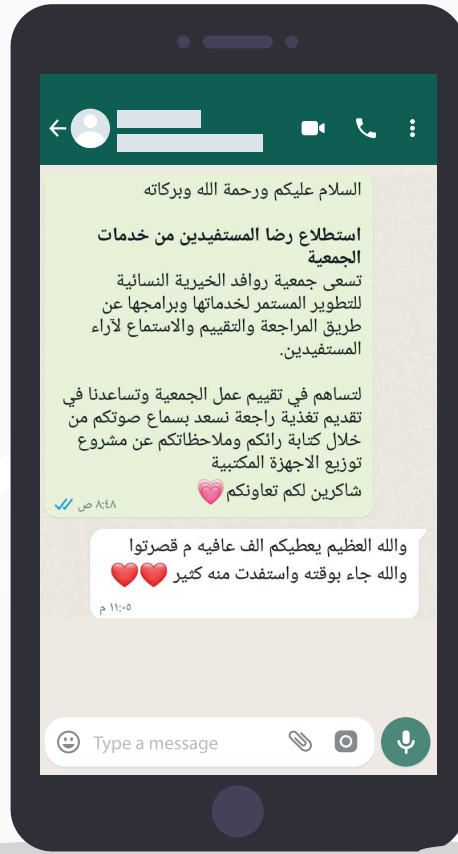 السلام عليكم ورحمة الله وبركاته
استطلاع رضا المستفيدين من خدمات
الجمعية
تسعى جمعية روافد الخيرية النسائية
للتطوير المستمر لخدماتها وبرامجها عن
طريق المراجعة والتقييم والاستماع لآراء
المستفيدين.
لتساهم في تقييم عمل الجمعية وتساعدنا في
تقديم تغذية راجعة نسعد بسماع صوتكم من
خلال كتابة رائكم وملاحظاتكم عن مشروع
توزيع الاجهزة المكتبية
شاكرين لكم تعاونكم💗
٨:٤٨ ص
والله العظيم يعطيكم الف عافيه م قصرتوا
والله جاء بوقته واستفدت منه كثير ❤️❤️
١١:٠٥ م
Type a message